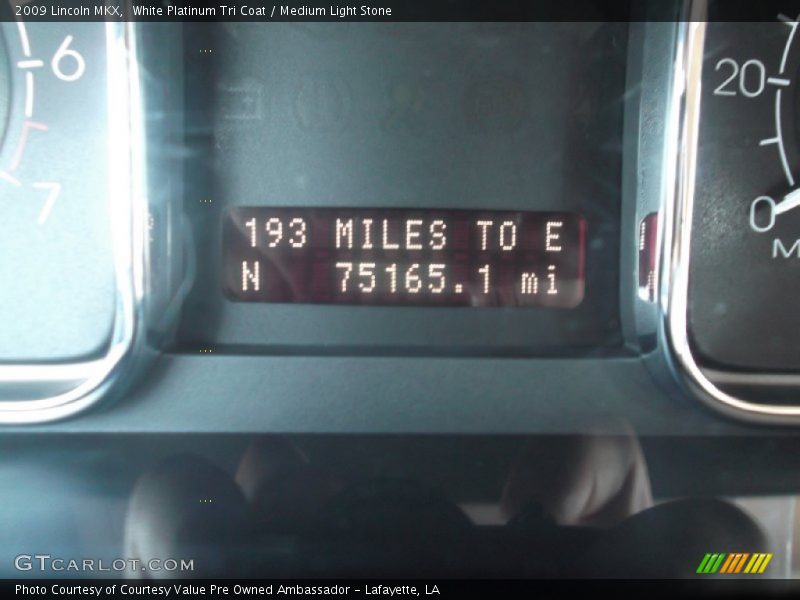 2009 Lincoln MKX, White Platinum Tri Coat / Medium Light Stone
6
7
20
0
M
193 MILES TO E
N 75165.1 mi
GTCARLOT.COM
Photo Courtesy of Courtesy Value Pre Owned Ambassador - Lafayette, LA